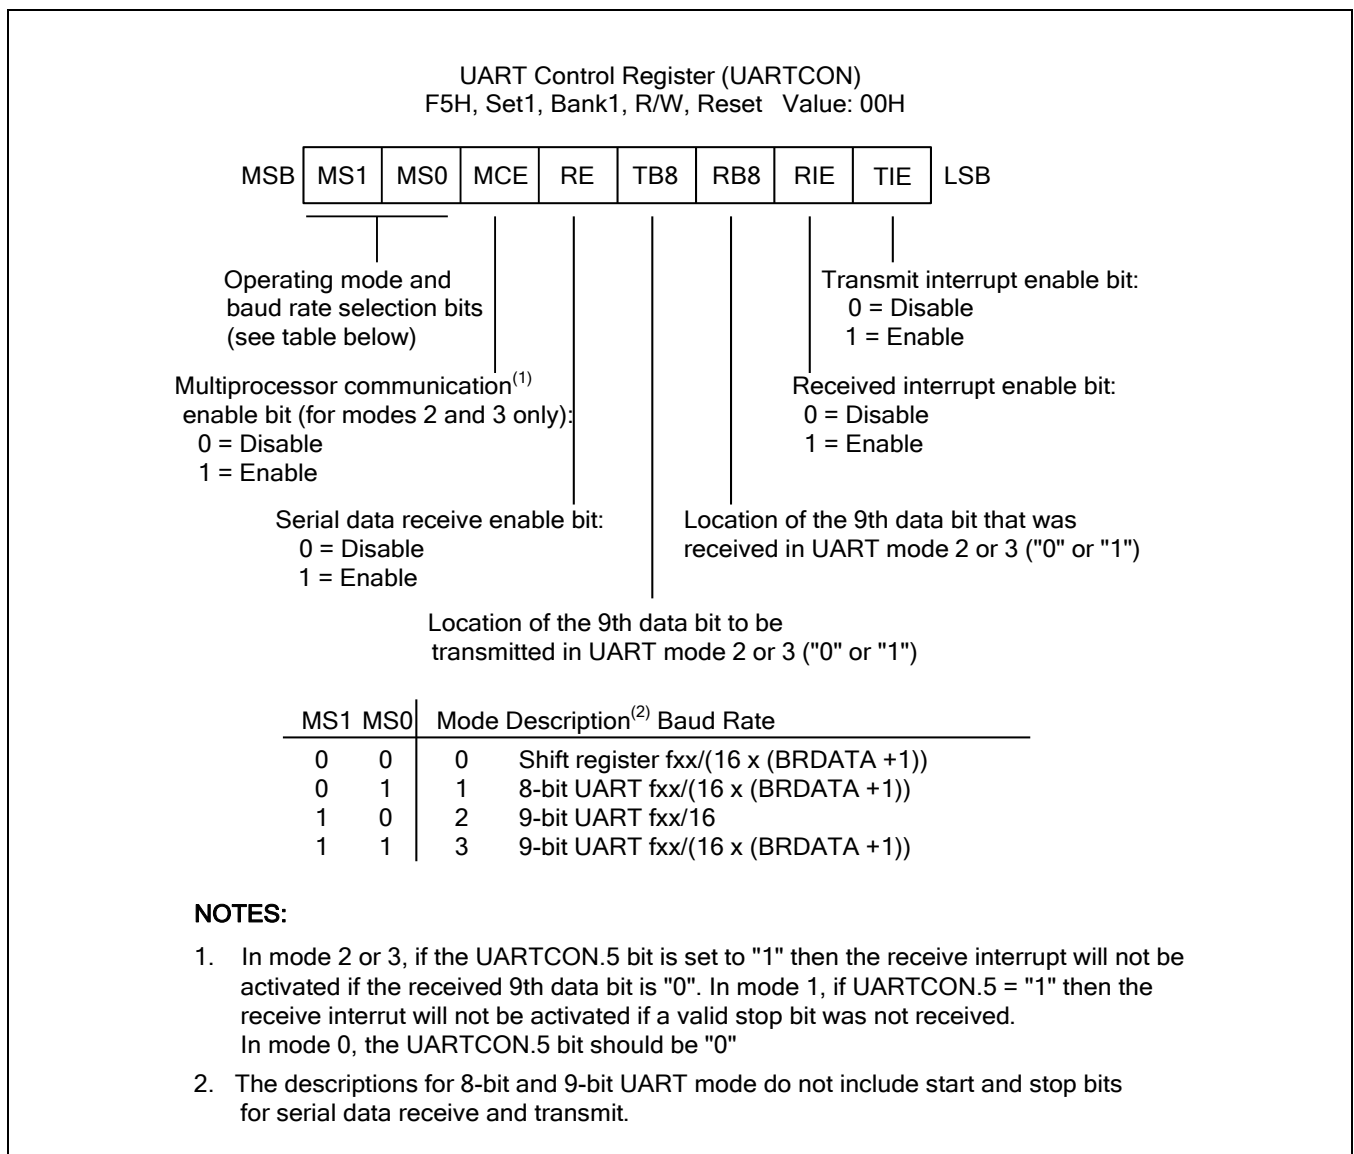 UART Control Register (UARTCON)
F5H, Set1, Bank1, R/W, Reset Value: 00H
MSB MS1 MS0 MCE RE TB8 RB8 RIE TIE LSB
Operating mode and
baud rate selection bits
(see table below)
Transmit interrupt enable bit:
0 = Disable
1 = Enable
Multiprocessor communication(1)
enable bit (for modes 2 and 3 only):
0 = Disable
1 = Enable
Received interrupt enable bit:
0 = Disable
1 = Enable
Serial data receive enable bit:
0 = Disable
1 = Enable
Location of the 9th data bit that was
received in UART mode 2 or 3 ("0" or "1")
Location of the 9th data bit to be
transmitted in UART mode 2 or 3 ("0" or "1")
MS1 MS0 Mode Description(2) Baud Rate
0 0 0 Shift register fxx/(16 x (BRDATA +1))
0 1 1 8-bit UART fxx/(16 x (BRDATA +1))
1 0 2 9-bit UART fxx/16
1 1 3 9-bit UART fxx/(16 x (BRDATA +1))
NOTES:
1. In mode 2 or 3, if the UARTCON.5 bit is set to "1" then the receive interrupt will not be
activated if the received 9th data bit is "0". In mode 1, if UARTCON.5 = "1" then the
receive interrut will not be activated if a valid stop bit was not received.
In mode 0, the UARTCON.5 bit should be "0"
2. The descriptions for 8-bit and 9-bit UART mode do not include start and stop bits
for serial data receive and transmit.